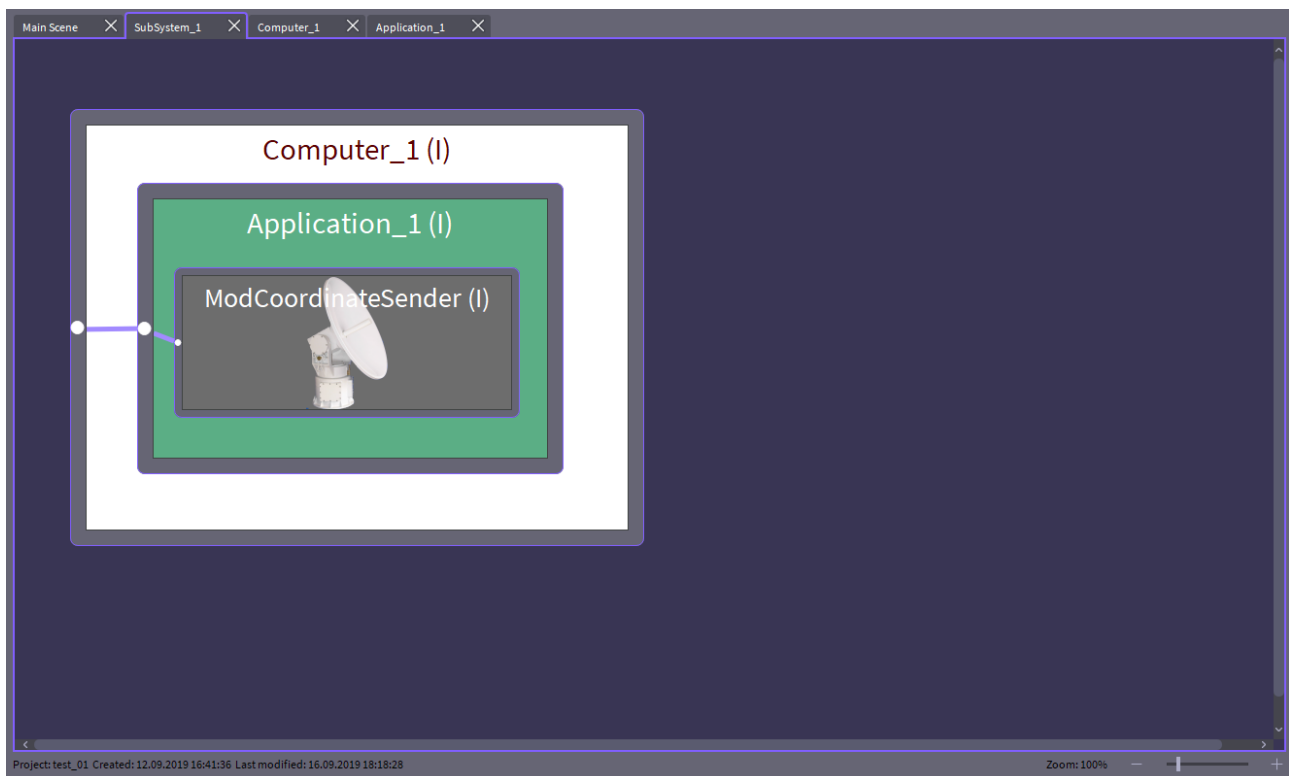 Main Scene
SubSystem_1
Computer_1
Application_1
Computer_1 (I)
Application_1 (I)
ModCoordinateSender (I)
Project: test_01 Created: 12.09.2019 16:41:36 Last modified: 16.09.2019 18:18:28
Zoom: 100%